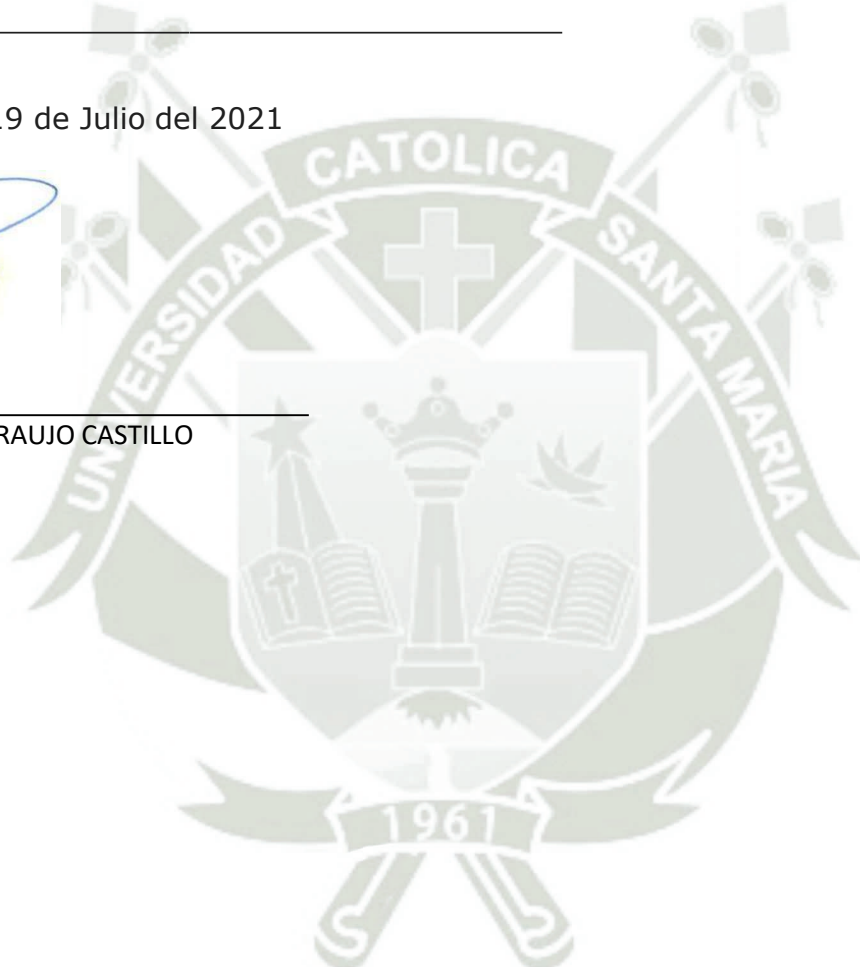 19 de Julio del 2021
CATOLICA
UNIVERSIDAD
SANTA MARIA
RAUJO CASTILLO
1961